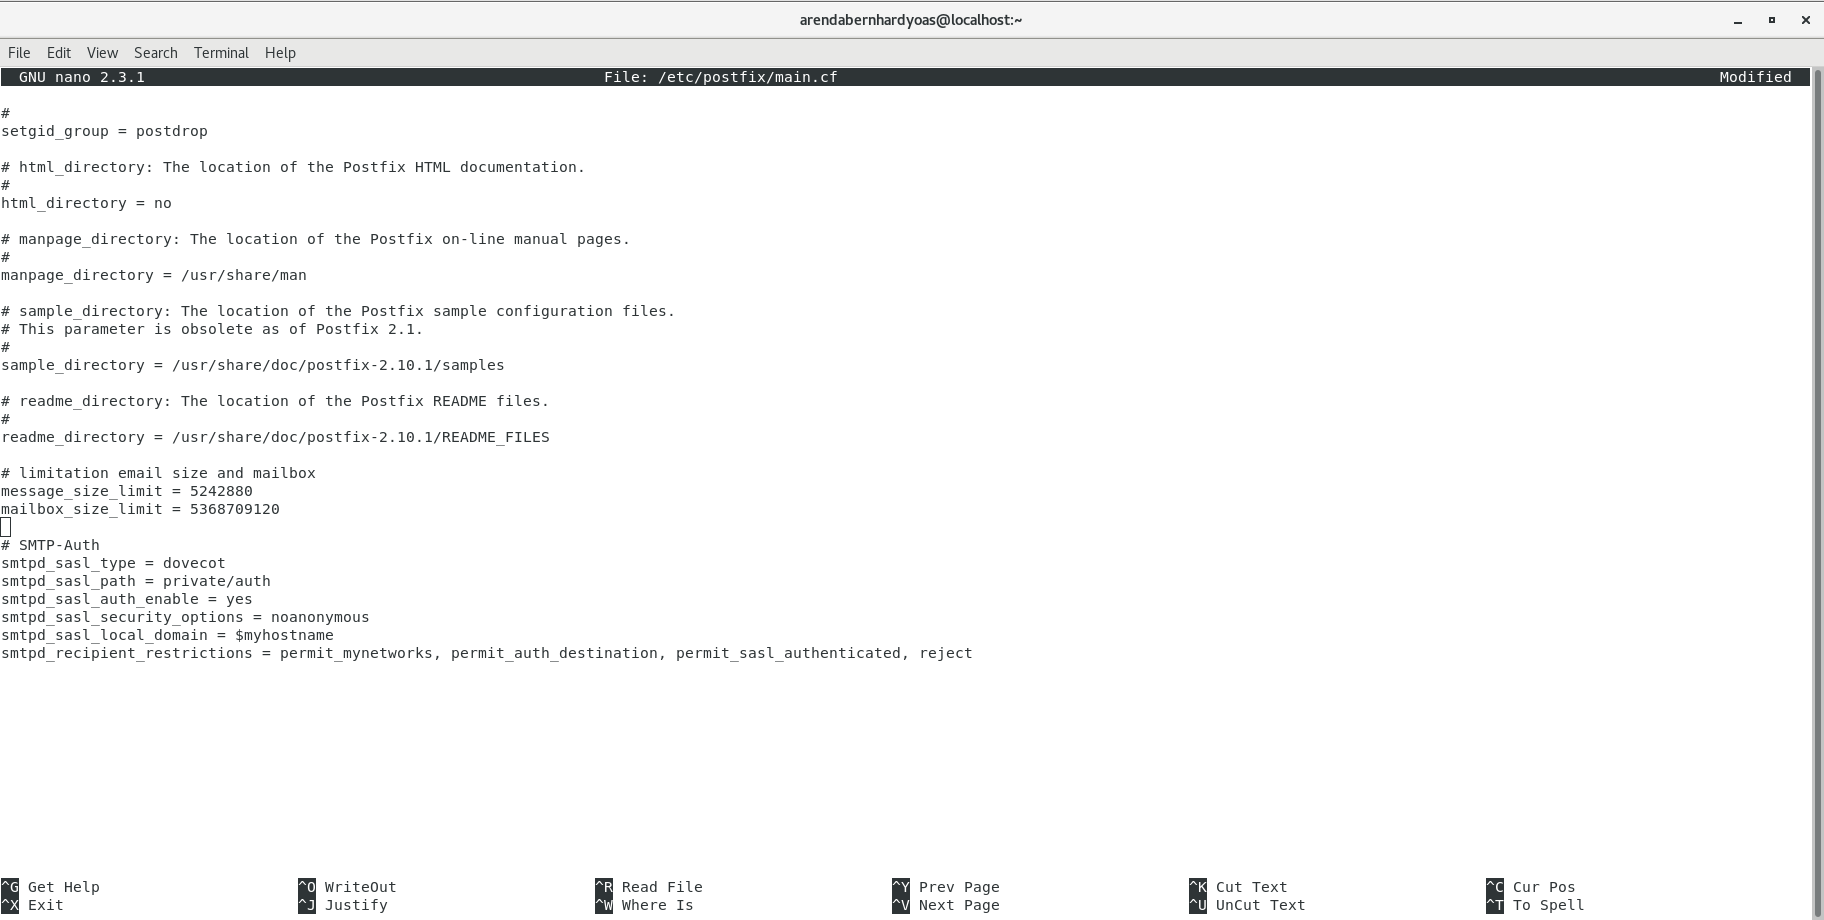 arendabernhardyoas@localhost:~
File Edit View Search Terminal Help
GNU nano 2.3.1 File: /etc/postfix/main.cf Modified
#
setgid_group = postdrop
# html_directory: The location of the Postfix HTML documentation.
#
html_directory = no
# manpage_directory: The location of the Postfix on-line manual pages.
#
manpage_directory = /usr/share/man
# sample_directory: The location of the Postfix sample configuration files.
# This parameter is obsolete as of Postfix 2.1.
#
sample_directory = /usr/share/doc/postfix-2.10.1/samples
# readme_directory: The location of the Postfix README files.
#
readme_directory = /usr/share/doc/postfix-2.10.1/README_FILES
# limitation email size and mailbox
message_size_limit = 5242880
mailbox_size_limit = 5368709120
# SMTP-Auth
smtpd_sasl_type = dovecot
smtpd_sasl_path = private/auth
smtpd_sasl_auth_enable = yes
smtpd_sasl_security_options = noanonymous
smtpd_sasl_local_domain = $myhostname
smtpd_recipient_restrictions = permit_mynetworks, permit_auth_destination, permit_sasl_authenticated, reject
^G Get Help ^O WriteOut ^R Read File ^Y Prev Page ^K Cut Text ^C Cur Pos
^X Exit ^J Justify ^W Where Is ^V Next Page ^U UnCut Text ^T To Spell